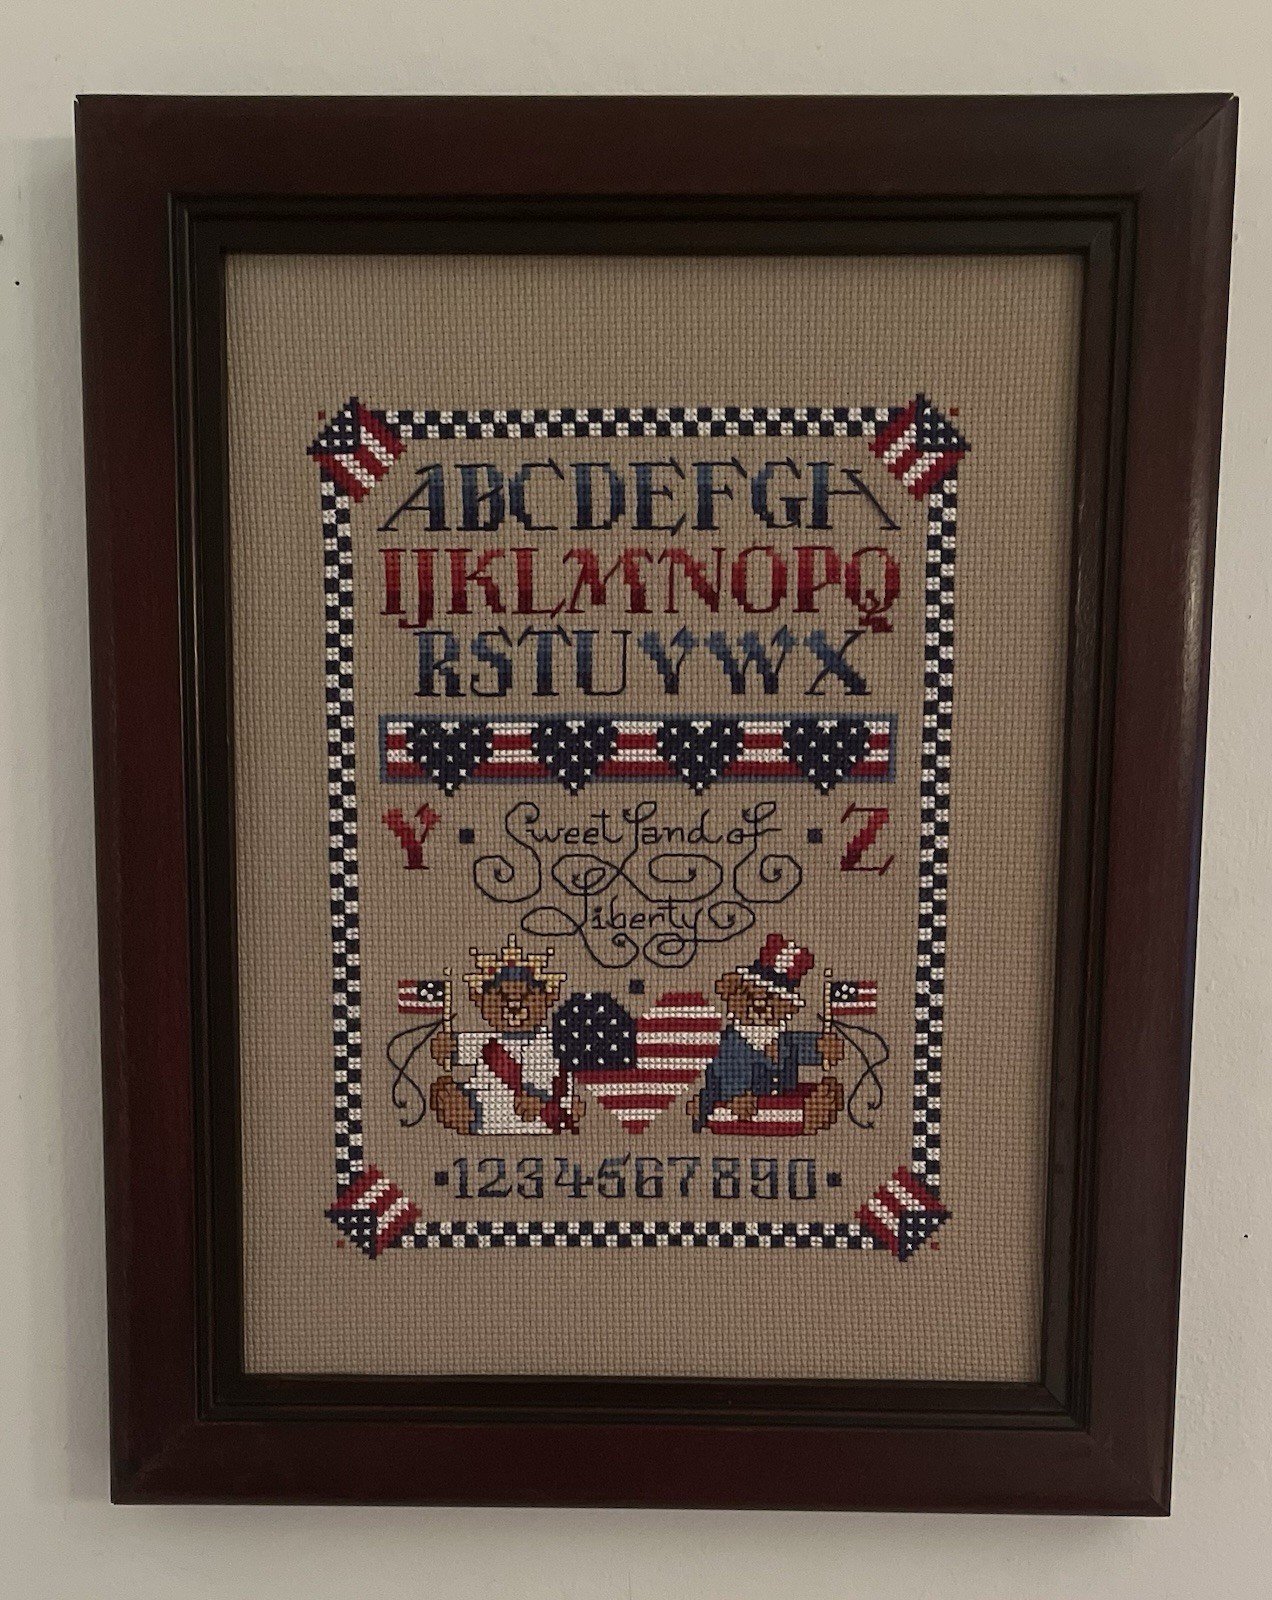 ABCDEFGH
IJKLMNOPQ
RSTUVWX
Y · Sweet land of · Z
Liberty
·1234567890·